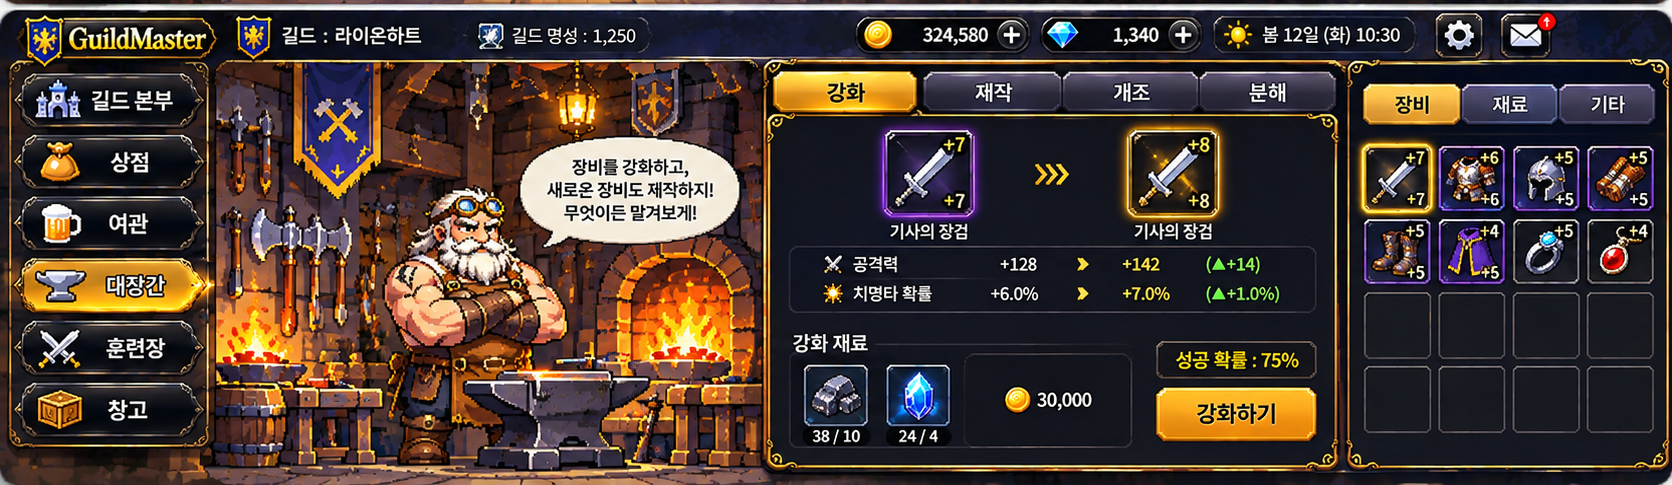 GuildMaster
길드 : 라이온하트
길드 명성 : 1,250
324,580
1,340
봄 12일 (화) 10:30
길드 본부
상점
여관
대장간
훈련장
창고
장비를 강화하고,
새로운 장비도 제작하지!
무엇이든 말겨보게!
강화
재작
개조
분해
+7
+7
기사의 장검
+8
+8
기사의 장검
공격력
+128
+142
(▲+14)
치명타 확률
+6.0%
+7.0%
(▲+1.0%)
강화 재료
38 / 10
24 / 4
30,000
성공 확률 : 75%
강화하기
장비
재료
기타
+7
+7
+6
+6
+5
+5
+5
+5
+5
+5
+4
+5
+5
+4